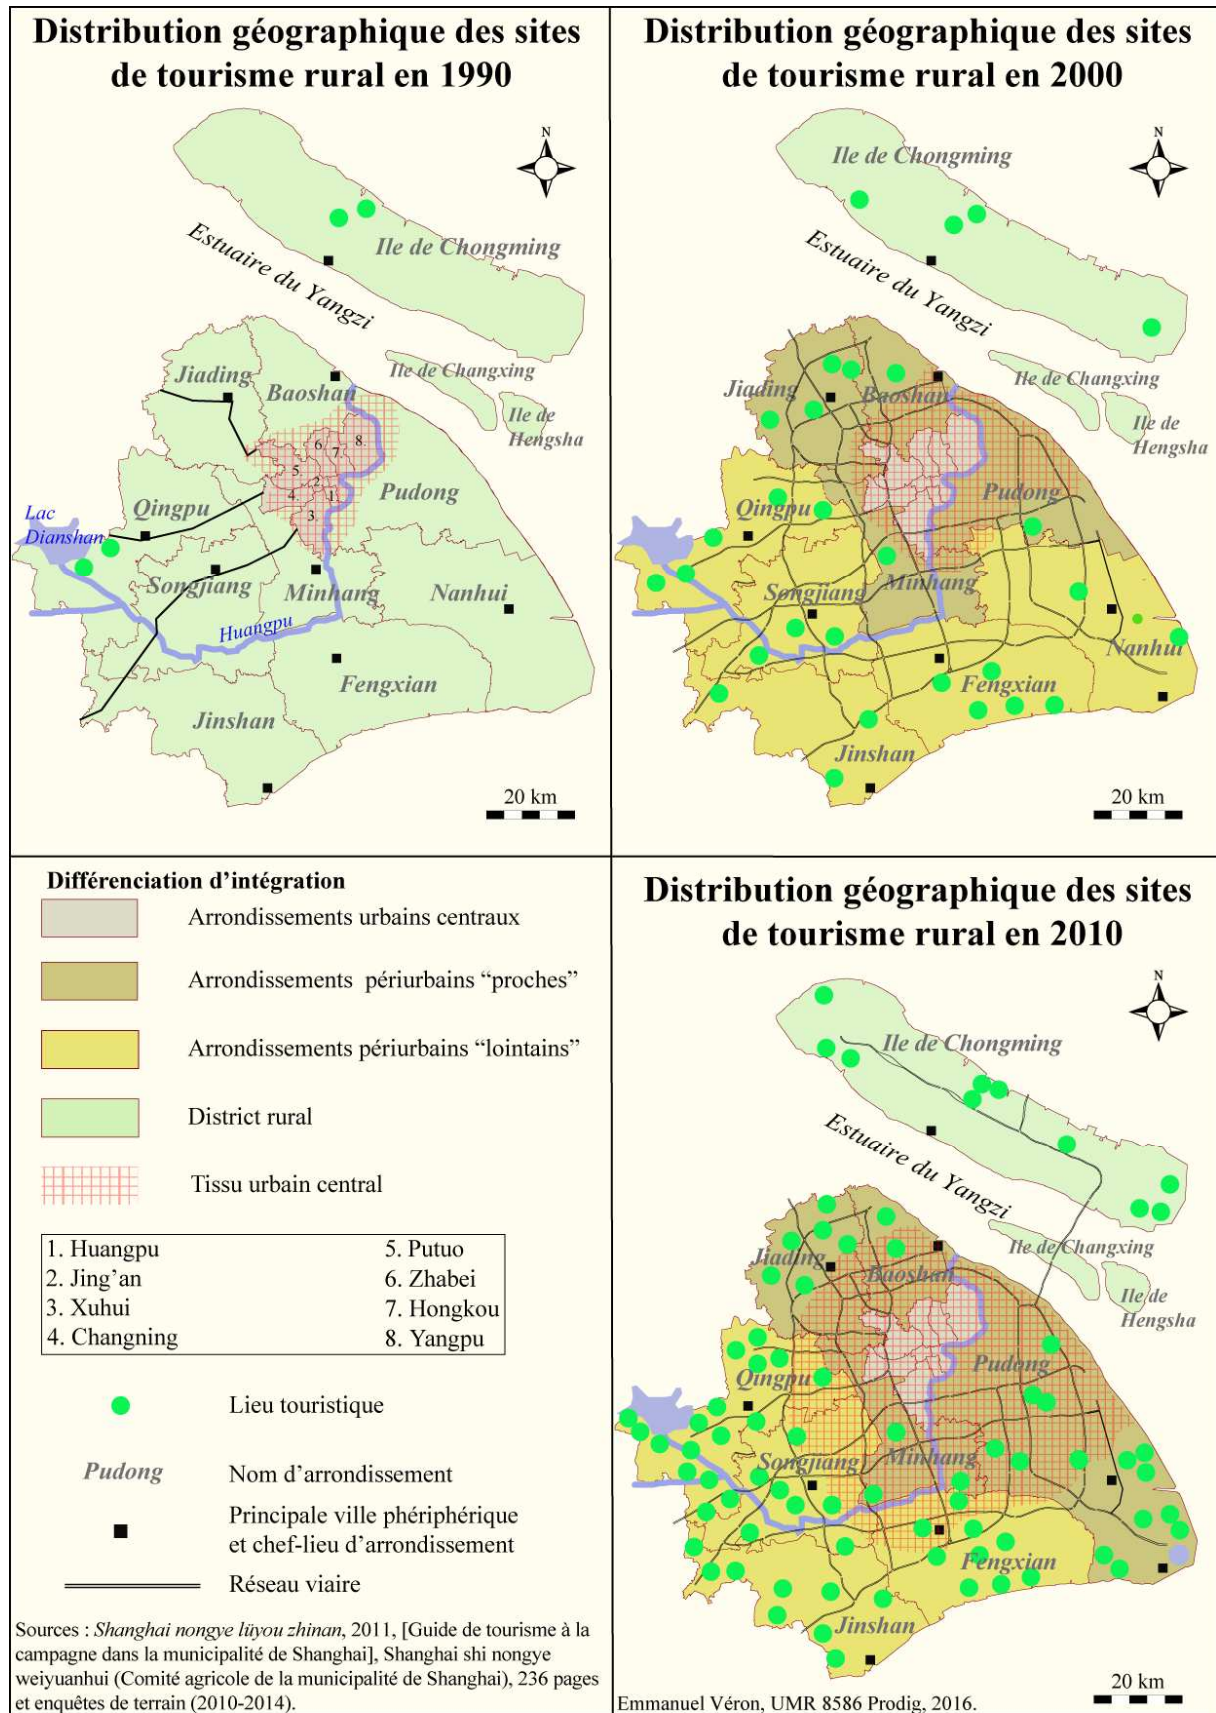 Distribution géographique des sites
de tourisme rural en 1990
N
Ile de Chongming
Estuaire du Yangzi
Jiading
Baoshan
Ile de Changxing
Ile de
Hengsha
8.
6.
7.
5.
2.
4.
1.
3.
Pudong
Lac
Dianshan
Qingpu
Songjiang
Minhang
Nanhui
Huangpu
Fengxian
Jinshan
20 km
Distribution géographique des sites
de tourisme rural en 2000
N
Ile de Chongming
Estuaire du Yangzi
Jiading
Baoshan
Ile de Changxing
Ile de
Hengsha
Qingpu
Pudong
Songjiang
Minhang
Nanhui
Fengxian
Jinshan
20 km
Différenciation d’intégration
Arrondissements urbains centraux
Arrondissements périurbains “proches”
Arrondissements périurbains “lointains”
District rural
Tissu urbain central
1. Huangpu
2. Jing’an
3. Xuhui
4. Changning
5. Putuo
6. Zhabei
7. Hongkou
8. Yangpu
Lieu touristique
Pudong
Nom d’arrondissement
Principale ville phériphérique
et chef-lieu d’arrondissement
Réseau viaire
Sources : Shanghai nongye lüyou zhinan, 2011, [Guide de tourisme à la
campagne dans la municipalité de Shanghai], Shanghai shi nongye
weiyuanhui (Comité agricole de la municipalité de Shanghai), 236 pages
et enquêtes de terrain (2010-2014).
Distribution géographique des sites
de tourisme rural en 2010
N
Ile de Chongming
Estuaire du Yangzi
Jiading
Baoshan
Ile de Changxing
Ile de
Hengsha
Pudong
Qingpu
Songjiang
Minhang
Fengxian
Jinshan
20 km
Emmanuel Véron, UMR 8586 Prodig, 2016.